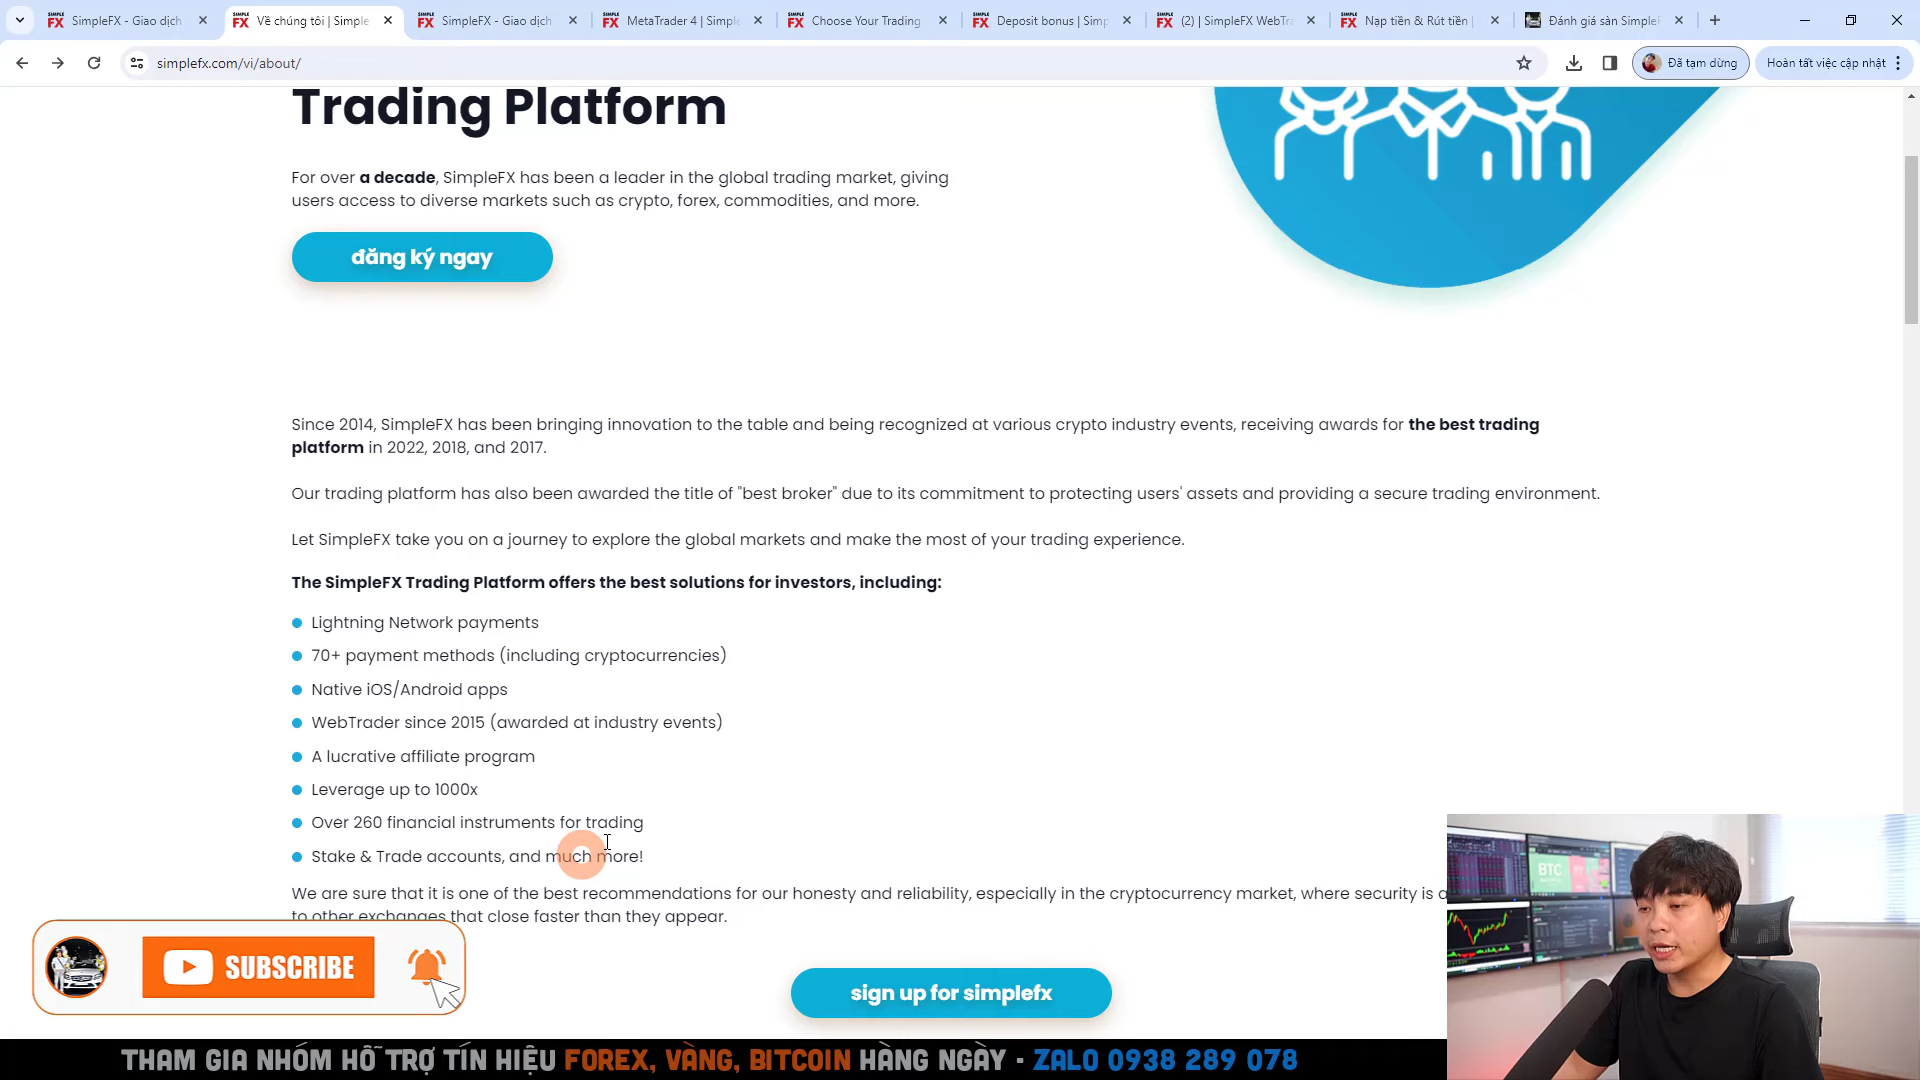 SimpleFX - Giao dịch
Về chúng tôi | Simple
SimpleFX - Giao dịch
MetaTrader 4 | Simple
Choose Your Trading
Deposit bonus | Simp
(2) | SimpleFX WebTra
Nạp tiền & Rút tiền |
Đánh giá sàn SimpleF
simplefx.com/vi/about/
Đã tạm dừng
Hoàn tất việc cập nhật
Trading Platform
For over a decade, SimpleFX has been a leader in the global trading market, giving
users access to diverse markets such as crypto, forex, commodities, and more.
đăng ký ngay
Since 2014, SimpleFX has been bringing innovation to the table and being recognized at various crypto industry events, receiving awards for the best trading
platform in 2022, 2018, and 2017.
Our trading platform has also been awarded the title of "best broker" due to its commitment to protecting users' assets and providing a secure trading environment.
Let SimpleFX take you on a journey to explore the global markets and make the most of your trading experience.
The SimpleFX Trading Platform offers the best solutions for investors, including:
Lightning Network payments
70+ payment methods (including cryptocurrencies)
Native iOS/Android apps
WebTrader since 2015 (awarded at industry events)
A lucrative affiliate program
Leverage up to 1000x
Over 260 financial instruments for trading
Stake & Trade accounts, and much more!
We are sure that it is one of the best recommendations for our honesty and reliability, especially in the cryptocurrency market, where security is
to other exchanges that close faster than they appear.
SUBSCRIBE
sign up for simplefx
BTC
THAM GIA NHÓM HỖ TRỢ TÍN HIỆU FOREX, VÀNG, BITCOIN HÀNG NGÀY - ZALO 0938 289 078